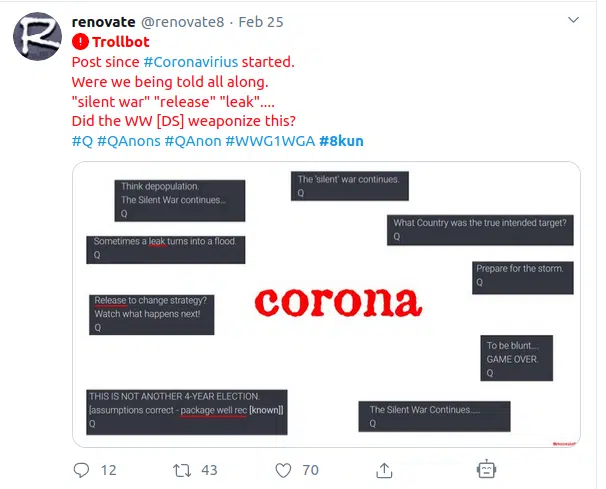 renovate @renovate8 · Feb 25
Trollbot
Post since #Coronavirius started.
Were we being told all along.
"silent war" "release" "leak"....
Did the WW [DS] weaponize this?
#Q #QAnons #QAnon #WWG1WGA #8kun
Think depopulation.
The Silent War continues...
Q
The 'silent' war continues.
Q
What Country was the true intended target?
Q
Sometimes a leak turns into a flood
Q
Prepare for the storm.
Q
Release to change strategy?
Watch what happens next!
Q
corona
To be blunt....
GAME OVER.
Q
THIS IS NOT ANOTHER 4-YEAR ELECTION.
[assumptions correct - package well rec [known]]
Q
The Silent War Continues.....
Q
12 43 70